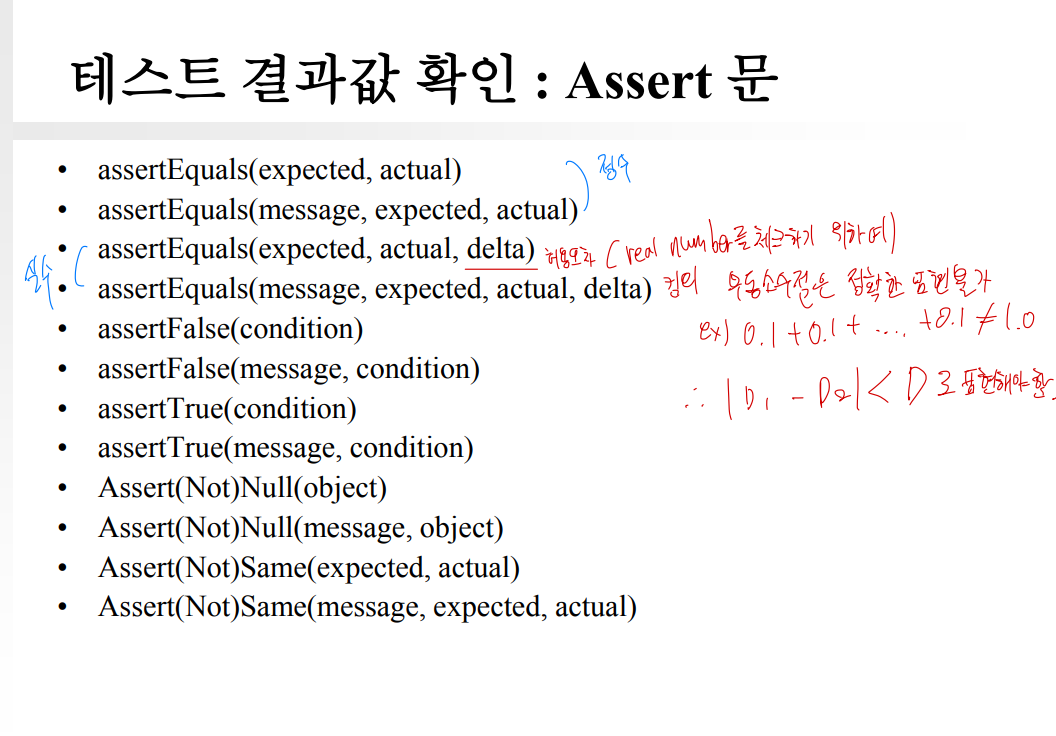 테스트 결과값 확인 : Assert 문
• assertEquals(expected, actual)
정수
• assertEquals(message, expected, actual)
• assertEquals(expected, actual, delta) 허용오차 (real number를 체크하기 위하여)
실수
• assertEquals(message, expected, actual, delta) 컴의 부동소수점은 정확한 표현불가
ex) 0.1+0.1+ .... +0.1 ≠ 1.0
• assertFalse(condition)
• assertFalse(message, condition)
∴ |D1 - D2| < D로 표현해야함.
• assertTrue(condition)
• assertTrue(message, condition)
• Assert(Not)Null(object)
• Assert(Not)Null(message, object)
• Assert(Not)Same(expected, actual)
• Assert(Not)Same(message, expected, actual)